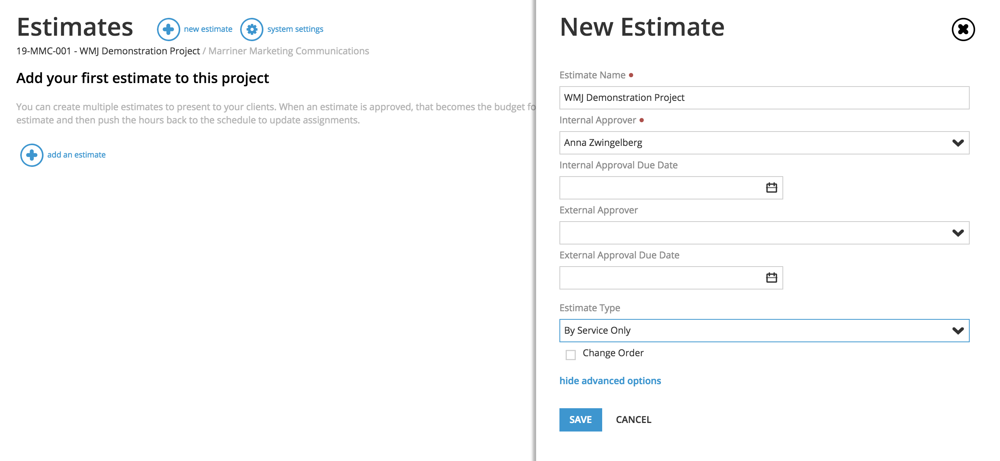 Estimates
new estimate
system settings
19-MMC-001 - WMJ Demonstration Project / Marriner Marketing Communications
Add your first estimate to this project
You can create multiple estimates to present to your clients. When an estimate is approved, that becomes the budget fo
estimate and then push the hours back to the schedule to update assignments.
add an estimate
New Estimate
Estimate Name
WMJ Demonstration Project
Internal Approver
Anna Zwingelberg
Internal Approval Due Date
External Approver
External Approval Due Date
Estimate Type
By Service Only
Change Order
hide advanced options
SAVE
CANCEL